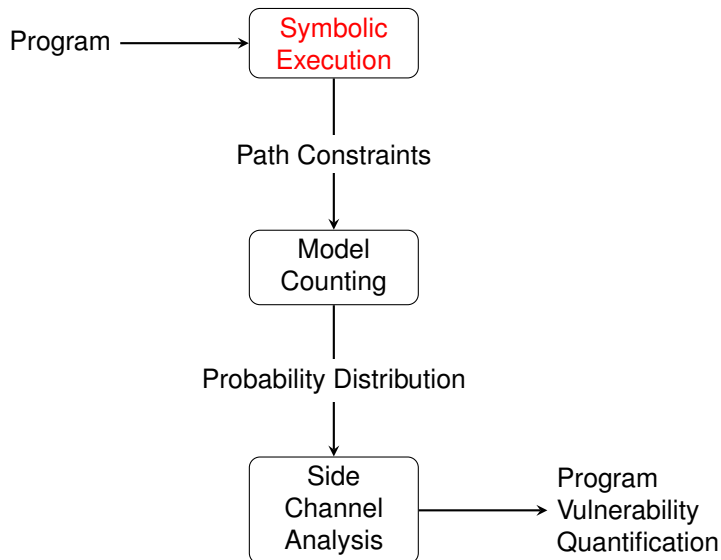 Program
Symbolic
Execution
Path Constraints
Model
Counting
Probability Distribution
Side
Channel
Analysis
Program
Vulnerability
Quantification